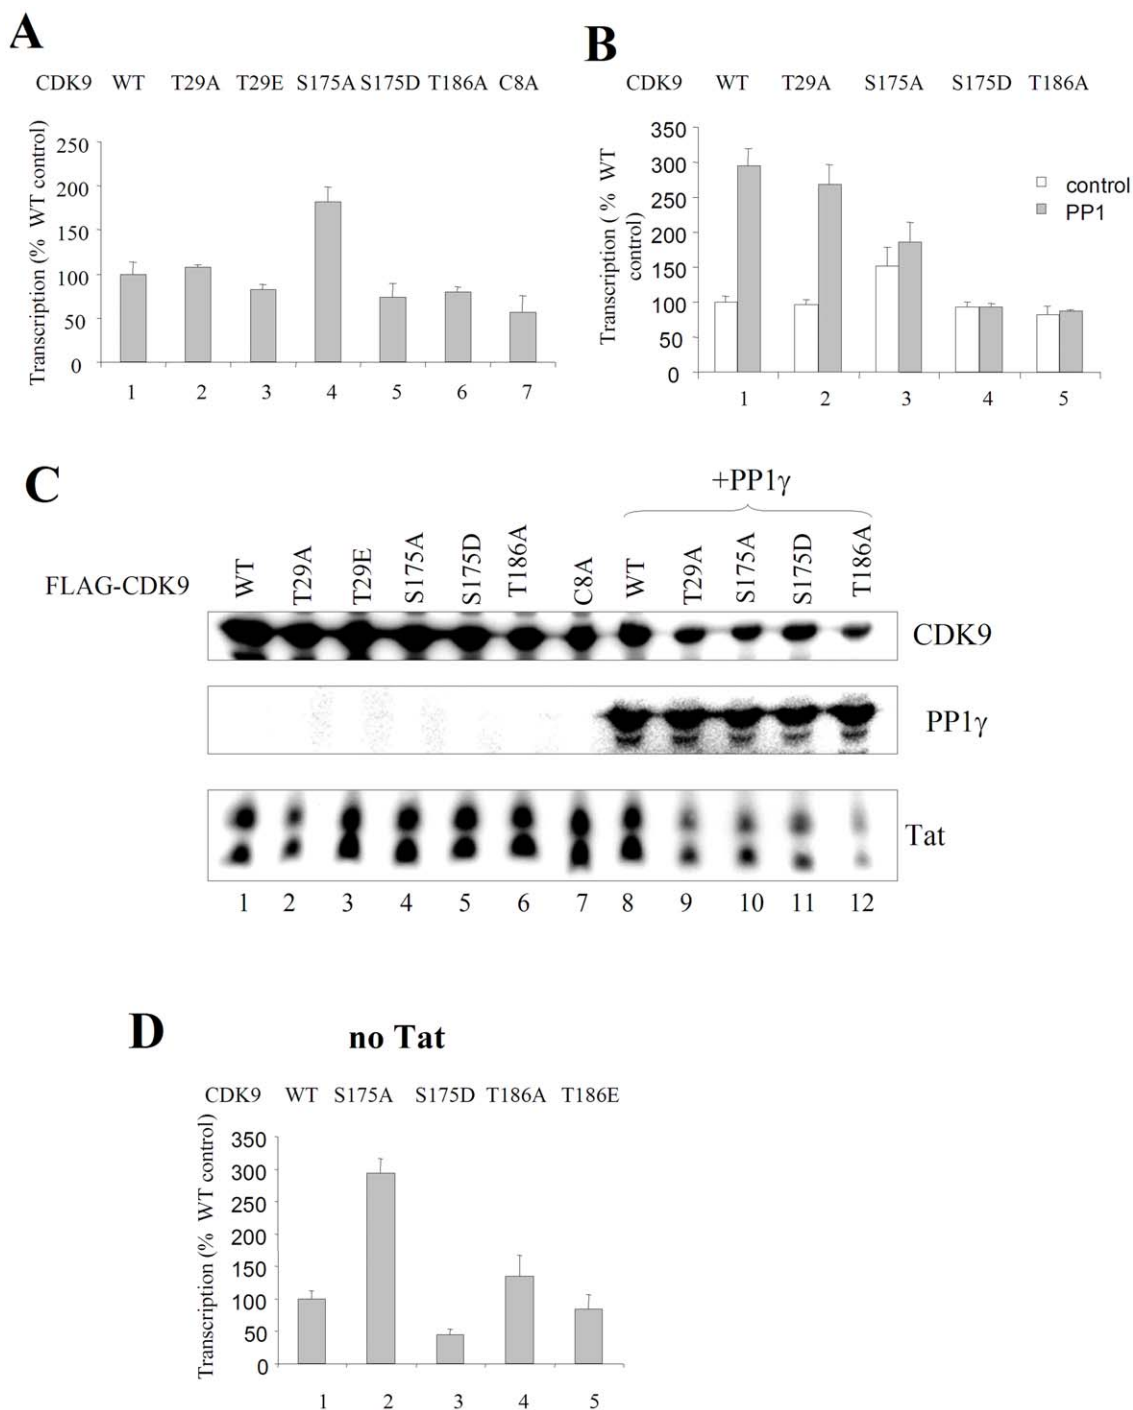 A
CDK9 WT T29A T29E S175A S175D T186A C8A
Transcription (% WT control)
250
200
150
100
50
0
1 2 3 4 5 6 7
B
CDK9 WT T29A S175A S175D T186A
Transcription ( % WT
control)
350
300
250
200
150
100
50
0
control
PP1
1 2 3 4 5
C
+PP1γ
FLAG-CDK9 WT T29A T29E S175A S175D T186A C8A WT T29A S175A S175D T186A
CDK9
PP1γ
Tat
1 2 3 4 5 6 7 8 9 10 11 12
D
no Tat
CDK9 WT S175A S175D T186A T186E
Transcription (% WT control)
350
300
250
200
150
100
50
0
1 2 3 4 5